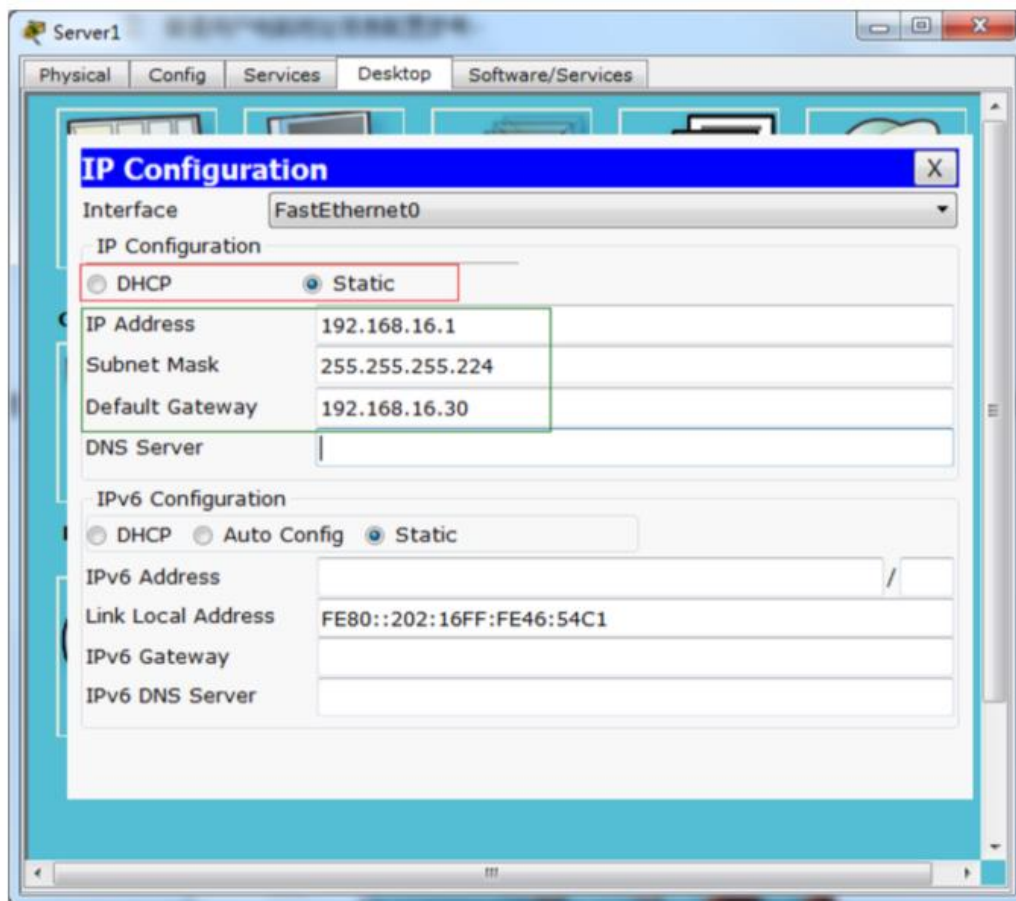 Server1
Physical Config Services Desktop Software/Services
IP Configuration X
Interface FastEthernet0
IP Configuration
DHCP Static
IP Address 192.168.16.1
Subnet Mask 255.255.255.224
Default Gateway 192.168.16.30
DNS Server
IPv6 Configuration
DHCP Auto Config Static
IPv6 Address /
Link Local Address FE80::202:16FF:FE46:54C1
IPv6 Gateway
IPv6 DNS Server